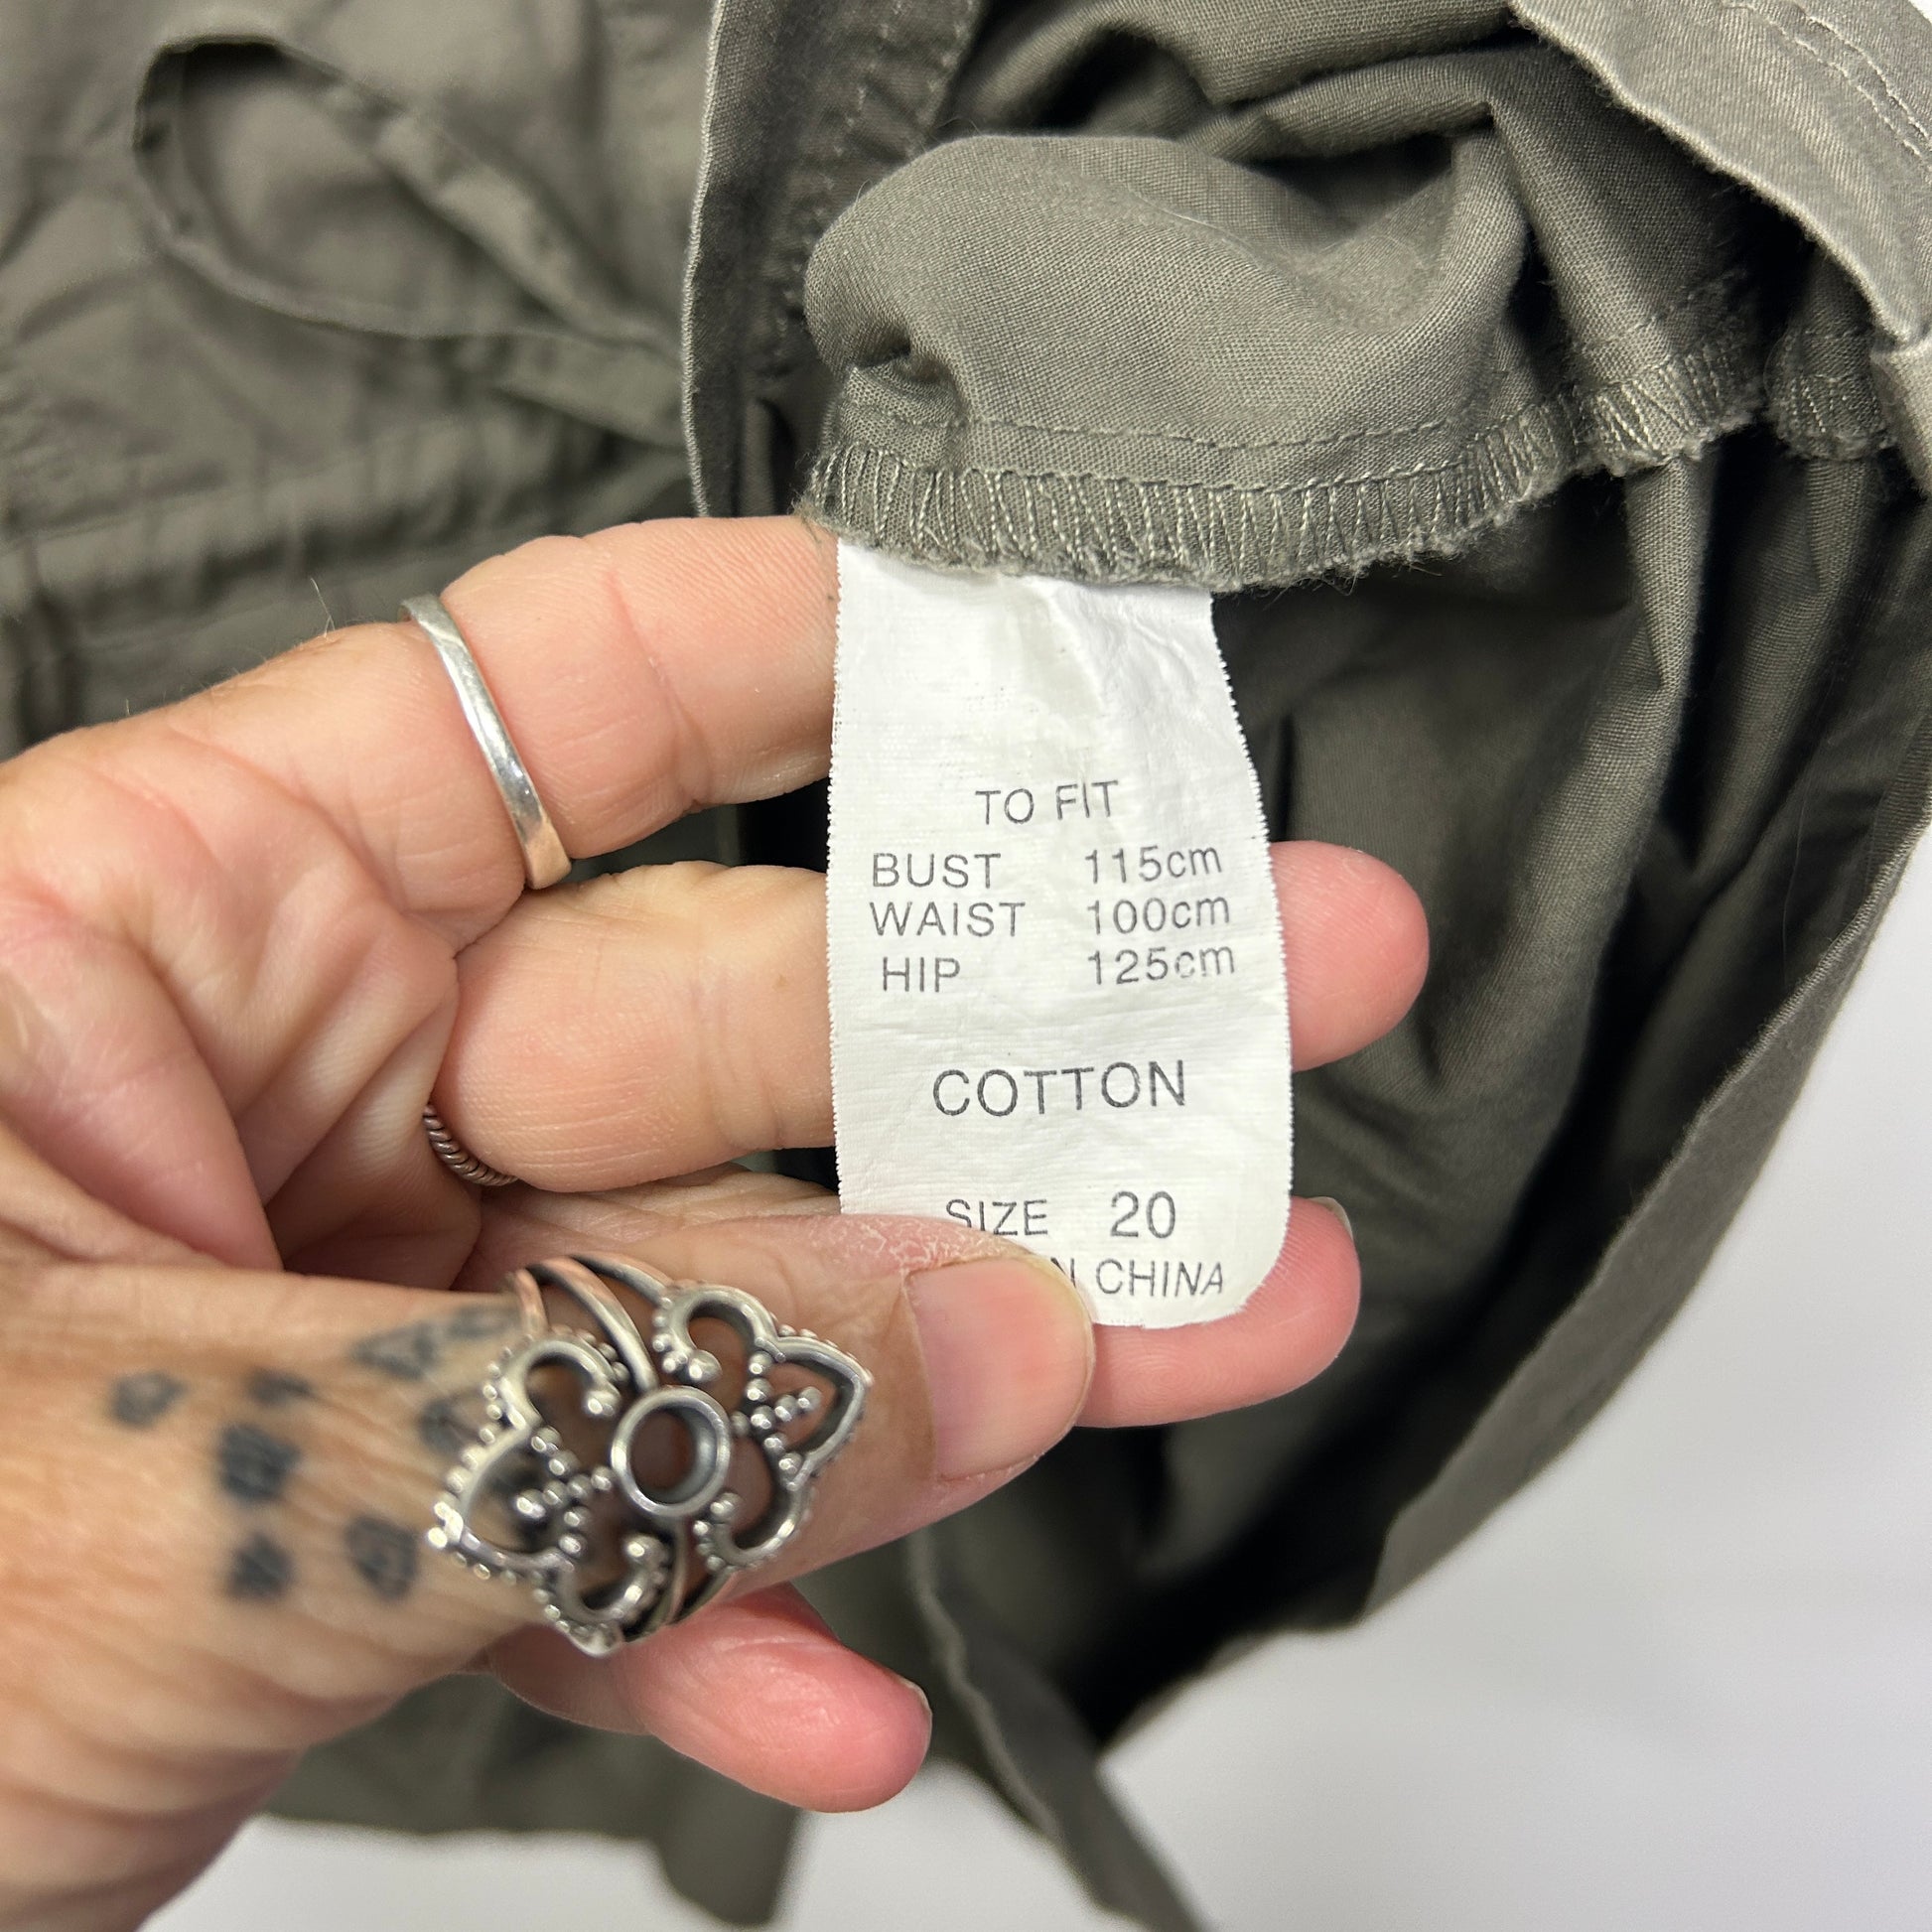 TO FIT
BUST 115cm
WAIST 100cm
HIP 125cm
COTTON
SIZE 20
CHINA